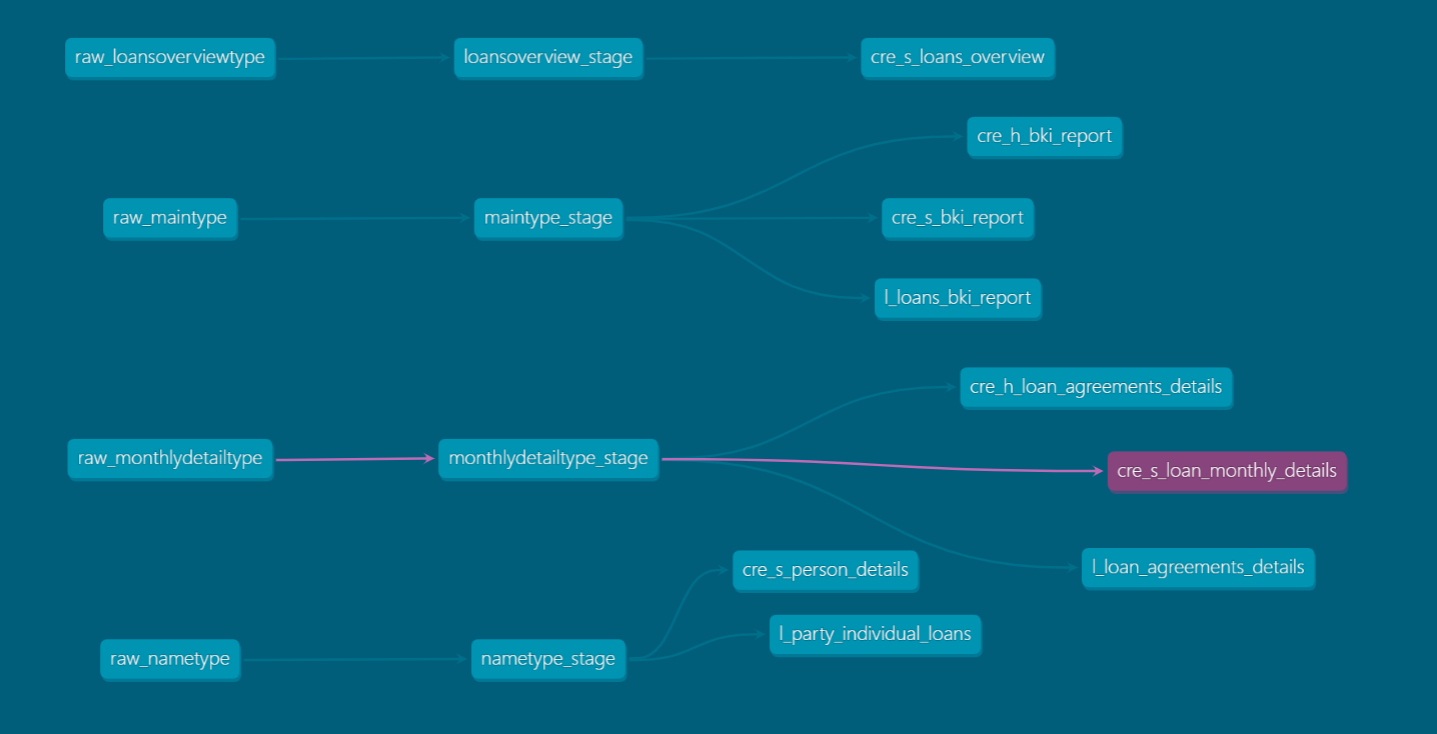 raw_loansoverviewtype
loansoverview_stage
cre_s_loans_overview
cre_h_bki_report
raw_maintype
maintype_stage
cre_s_bki_report
l_loans_bki_report
cre_h_loan_agreements_details
raw_monthlydetailtype
monthlydetailtype_stage
cre_s_loan_monthly_details
l_loan_agreements_details
cre_s_person_details
l_party_individual_loans
raw_nametype
nametype_stage